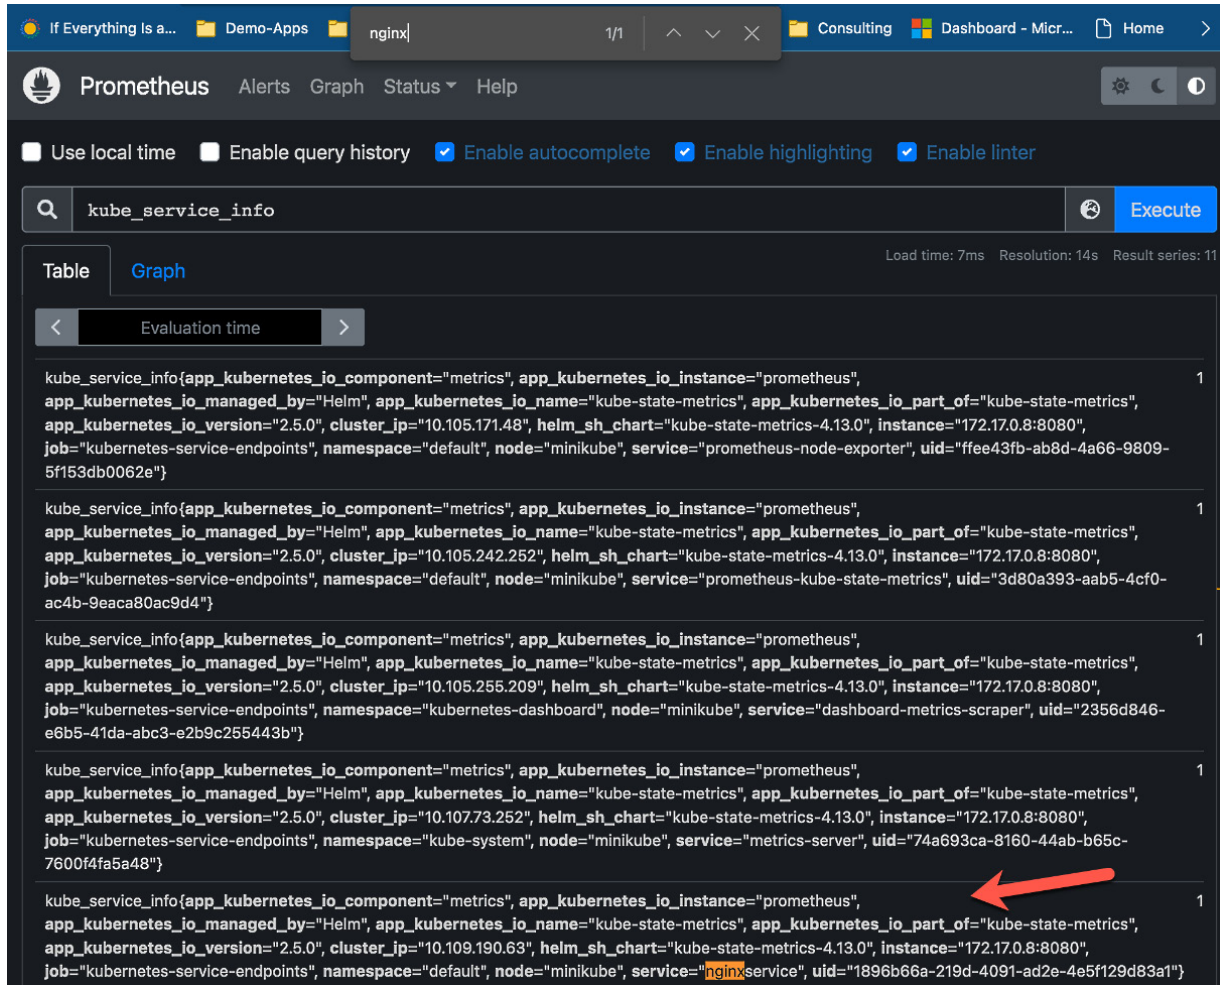 If Everything Is a...
Demo-Apps
nginx
1/1
Consulting
Dashboard - Micr...
Home
Prometheus
Alerts
Graph
Status
Help
Use local time
Enable query history
Enable autocomplete
Enable highlighting
Enable linter
kube_service_info
Execute
Load time: 7ms Resolution: 14s Result series: 11
Table
Graph
Evaluation time
kube_service_info{app_kubernetes_io_component="metrics", app_kubernetes_io_instance="prometheus", 1
app_kubernetes_io_managed_by="Helm", app_kubernetes_io_name="kube-state-metrics", app_kubernetes_io_part_of="kube-state-metrics",
app_kubernetes_io_version="2.5.0", cluster_ip="10.105.171.48", helm_sh_chart="kube-state-metrics-4.13.0", instance="172.17.0.8:8080",
job="kubernetes-service-endpoints", namespace="default", node="minikube", service="prometheus-node-exporter", uid="ffee43fb-ab8d-4a66-9809-
5f153db0062e"}
kube_service_info{app_kubernetes_io_component="metrics", app_kubernetes_io_instance="prometheus", 1
app_kubernetes_io_managed_by="Helm", app_kubernetes_io_name="kube-state-metrics", app_kubernetes_io_part_of="kube-state-metrics",
app_kubernetes_io_version="2.5.0", cluster_ip="10.105.242.252", helm_sh_chart="kube-state-metrics-4.13.0", instance="172.17.0.8:8080",
job="kubernetes-service-endpoints", namespace="default", node="minikube", service="prometheus-kube-state-metrics", uid="3d80a393-aab5-4cf0-
ac4b-9eaca80ac9d4"}
kube_service_info{app_kubernetes_io_component="metrics", app_kubernetes_io_instance="prometheus", 1
app_kubernetes_io_managed_by="Helm", app_kubernetes_io_name="kube-state-metrics", app_kubernetes_io_part_of="kube-state-metrics",
app_kubernetes_io_version="2.5.0", cluster_ip="10.105.255.209", helm_sh_chart="kube-state-metrics-4.13.0", instance="172.17.0.8:8080",
job="kubernetes-service-endpoints", namespace="kubernetes-dashboard", node="minikube", service="dashboard-metrics-scraper", uid="2356d846-
e6b5-41da-abc3-e2b9c255443b"}
kube_service_info{app_kubernetes_io_component="metrics", app_kubernetes_io_instance="prometheus", 1
app_kubernetes_io_managed_by="Helm", app_kubernetes_io_name="kube-state-metrics", app_kubernetes_io_part_of="kube-state-metrics",
app_kubernetes_io_version="2.5.0", cluster_ip="10.107.73.252", helm_sh_chart="kube-state-metrics-4.13.0", instance="172.17.0.8:8080",
job="kubernetes-service-endpoints", namespace="kube-system", node="minikube", service="metrics-server", uid="74a693ca-8160-44ab-b65c-
7600f4fa5a48"}
kube_service_info{app_kubernetes_io_component="metrics", app_kubernetes_io_instance="prometheus", 1
app_kubernetes_io_managed_by="Helm", app_kubernetes_io_name="kube-state-metrics", app_kubernetes_io_part_of="kube-state-metrics",
app_kubernetes_io_version="2.5.0", cluster_ip="10.109.190.63", helm_sh_chart="kube-state-metrics-4.13.0", instance="172.17.0.8:8080",
job="kubernetes-service-endpoints", namespace="default", node="minikube", service="nginxservice", uid="1896b66a-219d-4091-ad2e-4e5f129d83a1"}